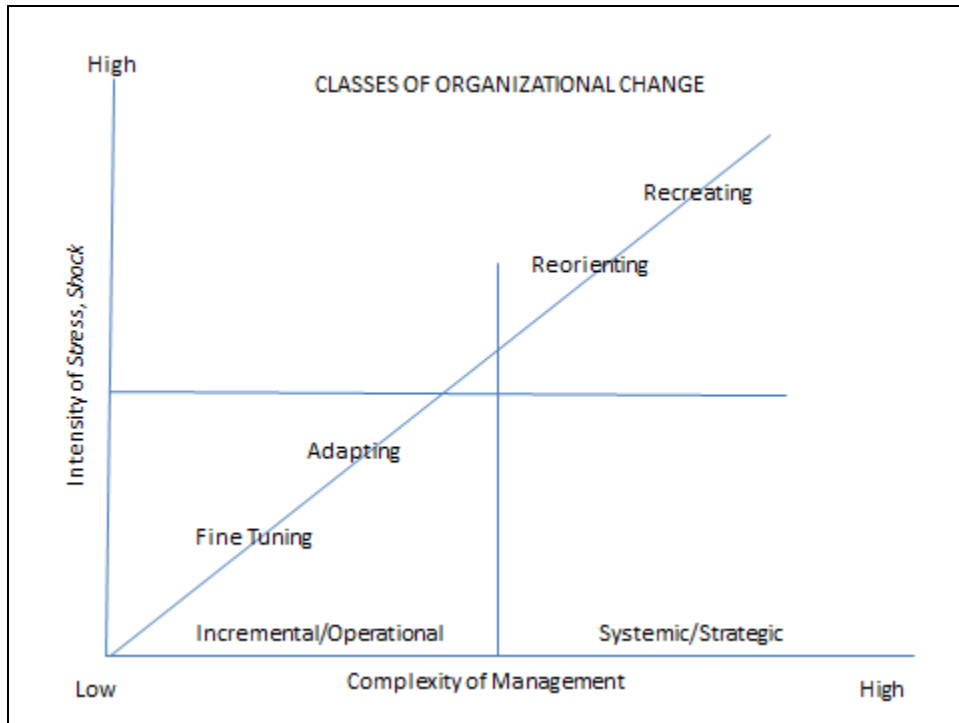 High
CLASSES OF ORGANIZATIONAL CHANGE
Recreating
Reorienting
Intensity of Stress, Shock
Adapting
Fine Tuning
Incremental/Operational
Systemic/Strategic
Low
Complexity of Management
High